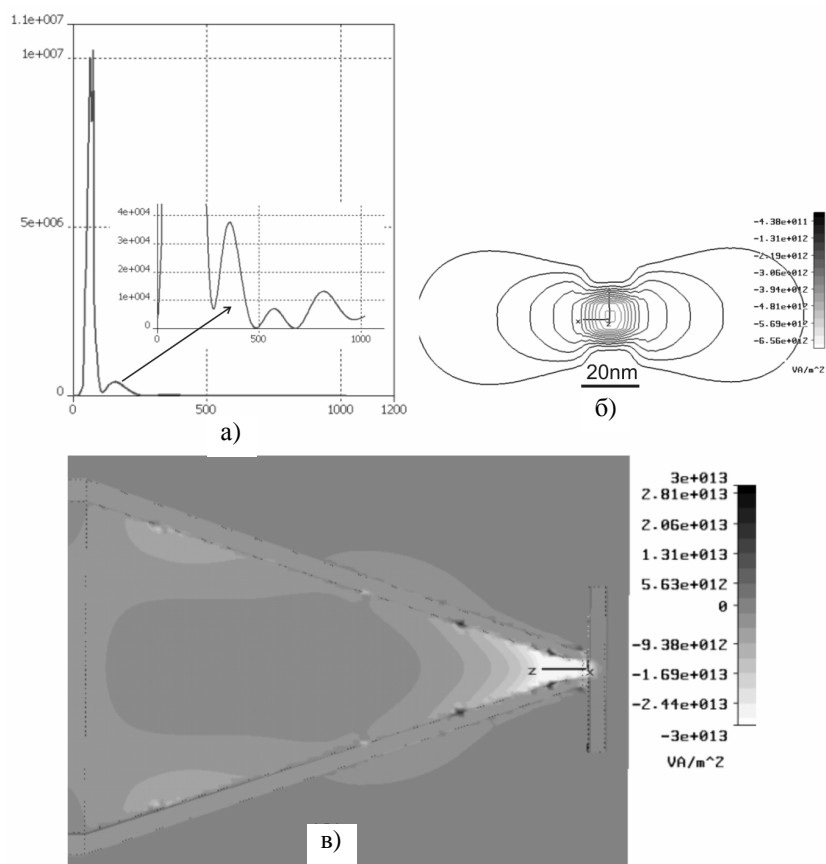 1.1e+007
1e+007
5e+006
0
0
500
1000
1200
4e+004
3e+004
2e+004
1e+004
0
0
500
1000
а)
-4.38e+011
-1.31e+012
-2.19e+012
-3.06e+012
-3.94e+012
-4.81e+012
-5.69e+012
-6.56e+012
VA/m^2
x
z
20nm
б)
3e+013
2.81e+013
2.06e+013
1.31e+013
5.63e+012
0
-9.38e+012
-1.69e+013
-2.44e+013
-3e+013
VA/m^2
z
x
в)